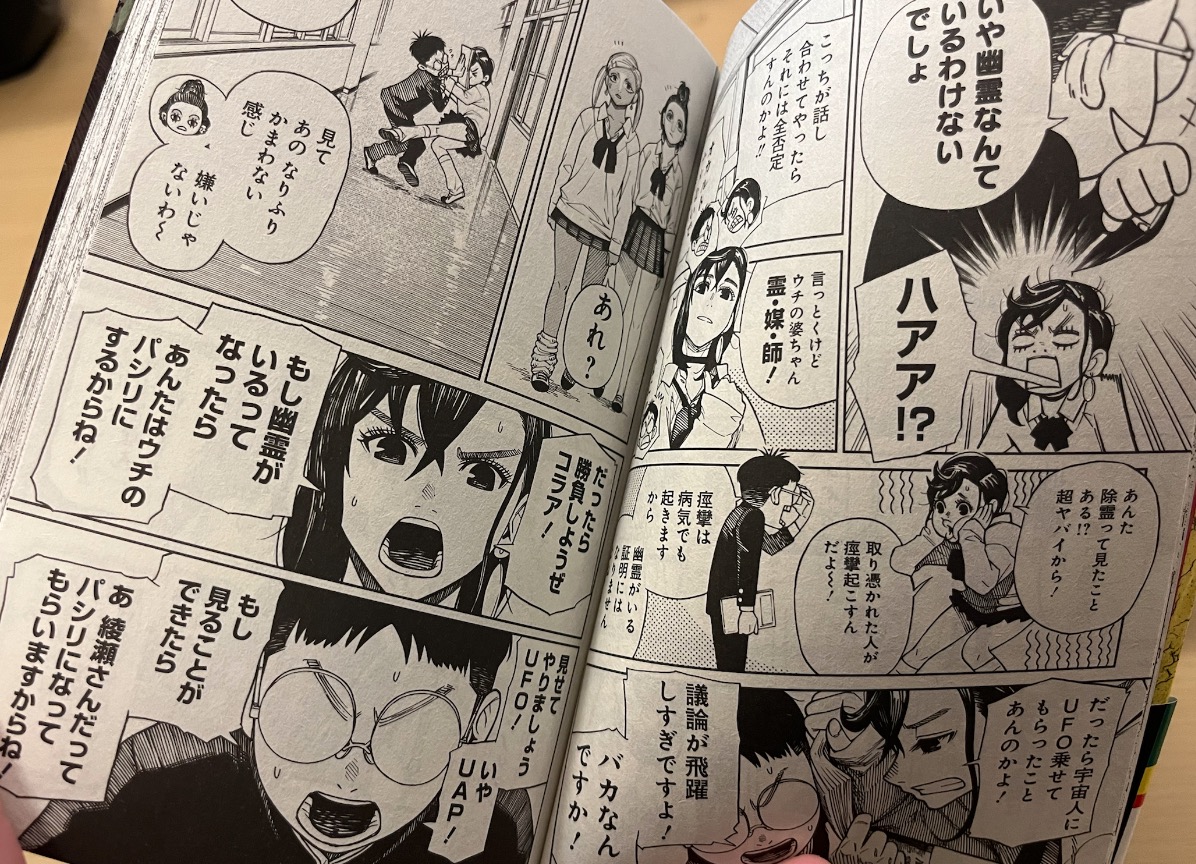 いや幽霊なんて
いるわけない
でしょ
ハアア!?
こっちが話し
合わせてやったら
それには全否定
すんのかよ!!
言っとくけど
ウチの婆ちゃん
霊・媒・師!
あんた
除霊って見たこと
ある!?
超ヤバイから!
取り憑かれた人が
痙攣起こすん
だよ〜!
痙攣は
病気でも
起きます
から
幽霊がいる
証明には
なりません
だったら宇宙人に
UFO乗せて
もらったこと
あんのかよ!
議論が飛躍
しすぎですよ!
バカなん
ですか!
あれ?
見て
あのなりふり
かまわない
感じ
嫌いじゃ
ないわ〜
だったら
勝負しようぜ
コラア!
もし幽霊が
いるって
なったら
あんたはウチの
パシリに
するからね!
見せて
やりましょう
UFO!
いや
UAP!
もし
見ることが
できたら
あ 綾瀬さんだって
パシリになって
もらいますからね!